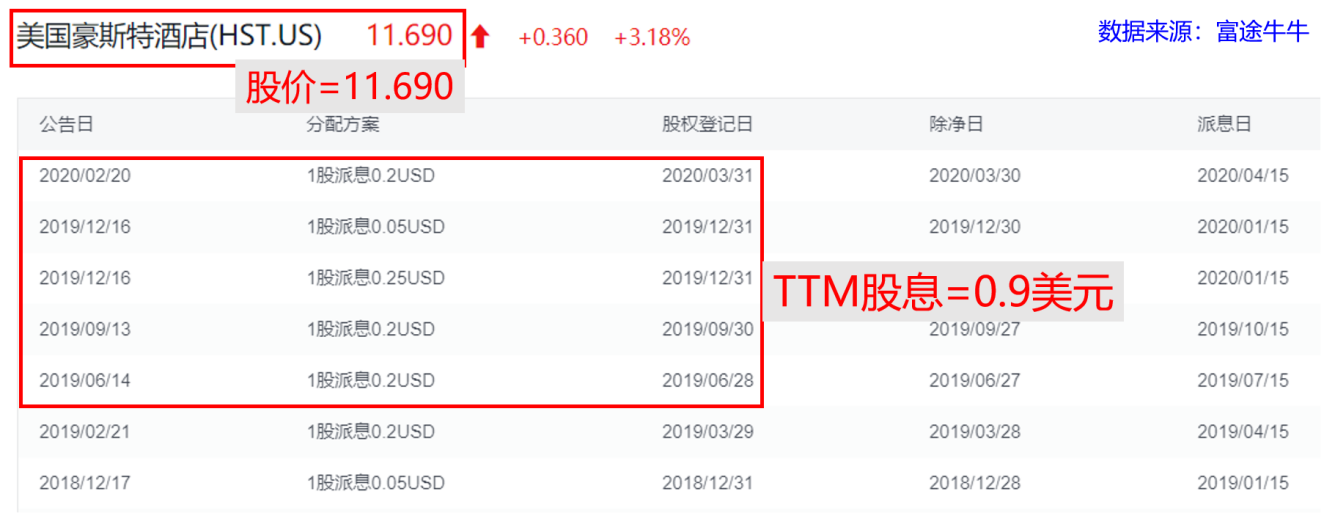 美国豪斯特酒店(HST.US) 11.690 +0.360 +3.18% 数据来源：富途牛牛
股价=11.690
公告日 分配方案 股权登记日 除净日 派息日
2020/02/20 1股派息0.2USD 2020/03/31 2020/03/30 2020/04/15
2019/12/16 1股派息0.05USD 2019/12/31 2019/12/30 2020/01/15
2019/12/16 1股派息0.25USD 2019/12/31 2020/01/15
TTM股息=0.9美元
2019/09/13 1股派息0.2USD 2019/09/30 2019/09/27 2019/10/15
2019/06/14 1股派息0.2USD 2019/06/28 2019/06/27 2019/07/15
2019/02/21 1股派息0.2USD 2019/03/29 2019/03/28 2019/04/15
2018/12/17 1股派息0.05USD 2018/12/31 2018/12/28 2019/01/15